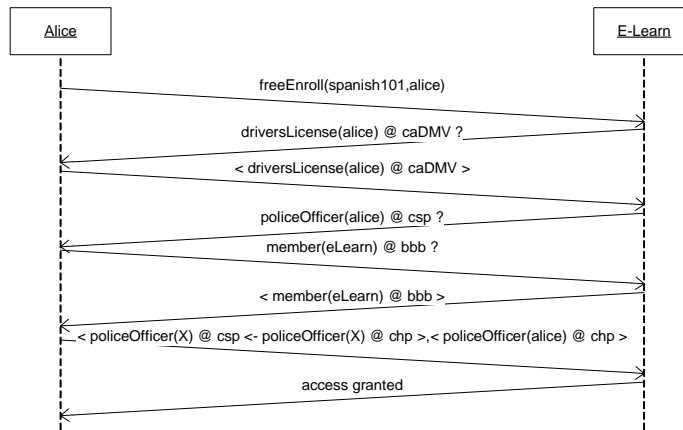 Alice
E-Learn
freeEnroll(spanish101,alice)
driversLicense(alice) @ caDMV ?
< driversLicense(alice) @ caDMV >
policeOfficer(alice) @ csp ?
member(eLearn) @ bbb ?
< member(eLearn) @ bbb >
< policeOfficer(X) @ csp <- policeOfficer(X) @ chp >,< policeOfficer(alice) @ chp >
access granted